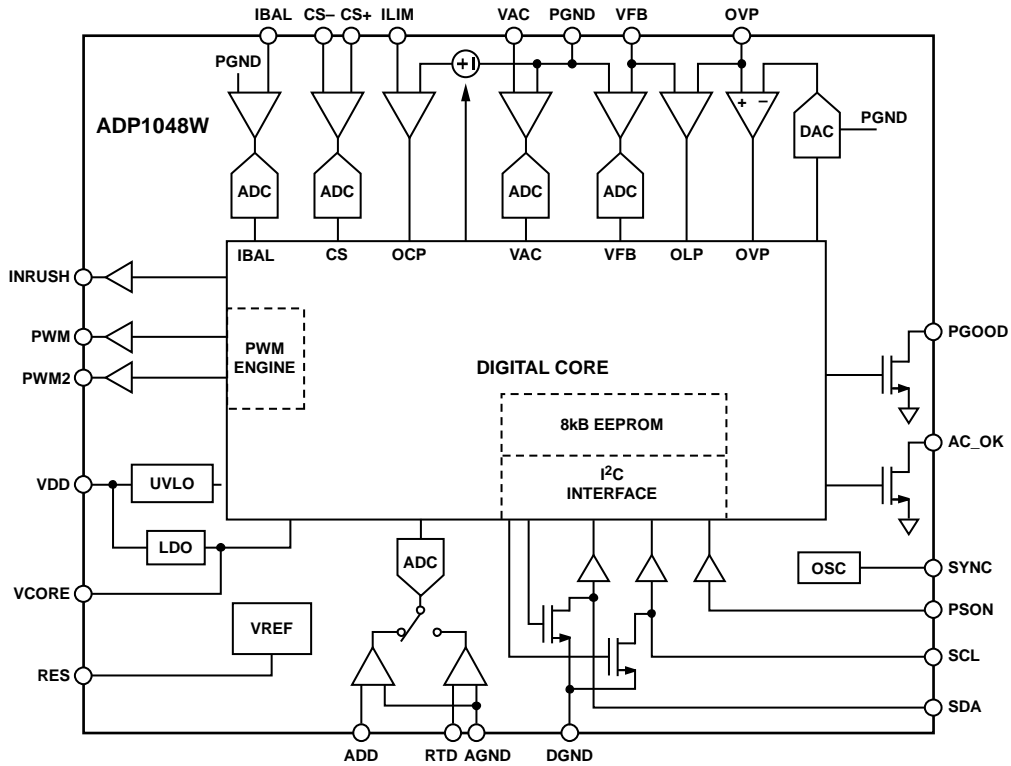 IBAL CS– CS+ ILIM VAC PGND VFB OVP
PGND
+ –
ADP1048W
DAC
PGND
ADC ADC ADC ADC
IBAL CS OCP VAC VFB OLP OVP
INRUSH
PWM
PWM2
PWM
ENGINE
DIGITAL CORE
PGOOD
8kB EEPROM
I²C
INTERFACE
AC_OK
VDD
UVLO
LDO
ADC
OSC
SYNC
VCORE
PSON
VREF
SCL
RES
SDA
ADD RTD AGND DGND